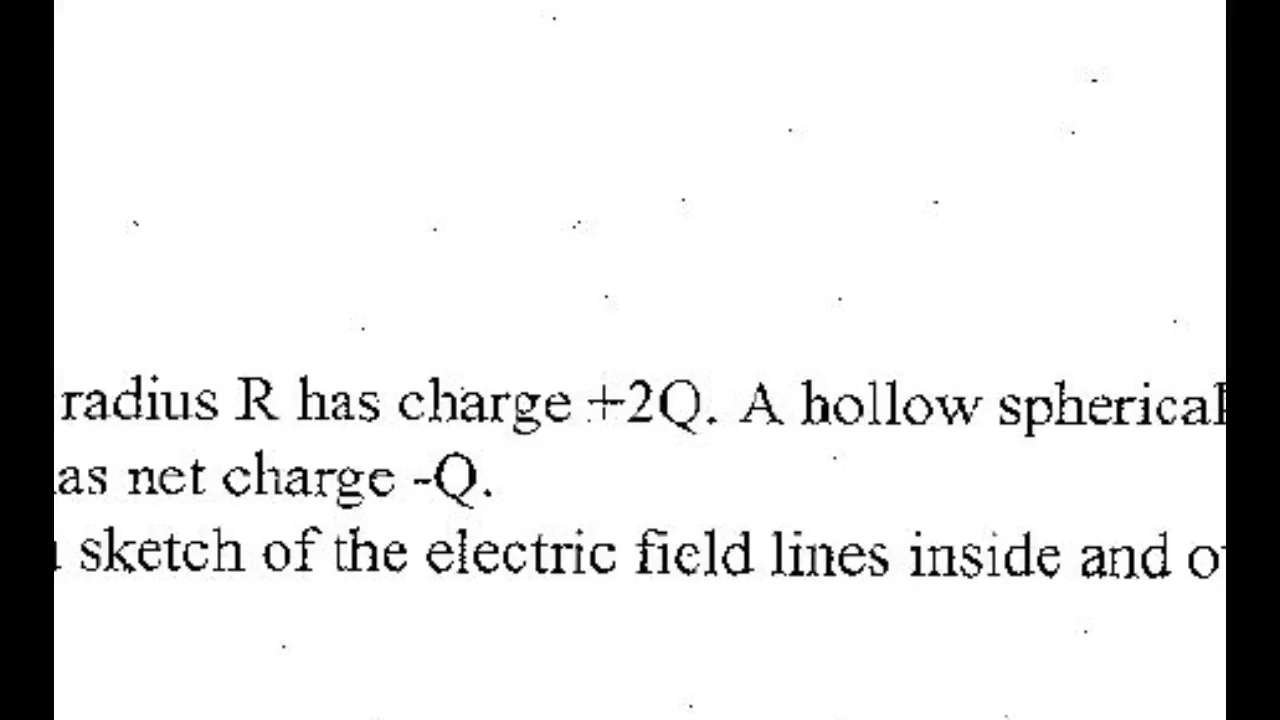 radius R has charge +2Q. A hollow spherical
as net charge -Q.
sketch of the electric field lines inside and